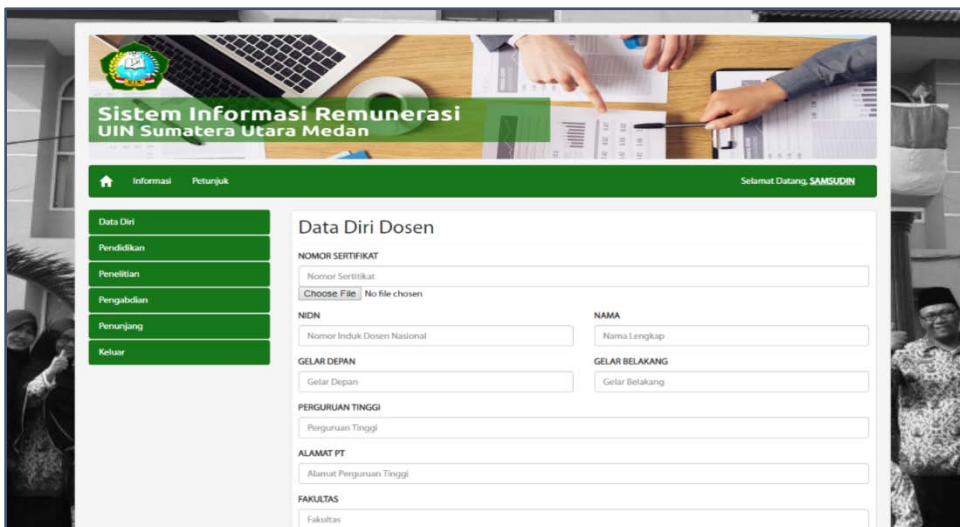 Sistem Informasi Remunerasi
UIN Sumatera Utara Medan
Informasi Petunjuk Selamat Datang, SAMSUDIN
Data Diri
Pendidikan
Penelitian
Pengabdian
Penunjang
Keluar
Data Diri Dosen
NOMOR SERTIFIKAT
Nomor Sertitikat
Choose File No file chosen
NIDN NAMA
Nomor Induk Dosen Nasional Nama Lengkap
GELAR DEPAN GELAR BELAKANG
Gelar Depan Gelar Belakang
PERGURUAN TINGGI
Perguruan Tinggi
ALAMAT PT
Alamat Perguruan Tinggi
FAKULTAS
Fakultas